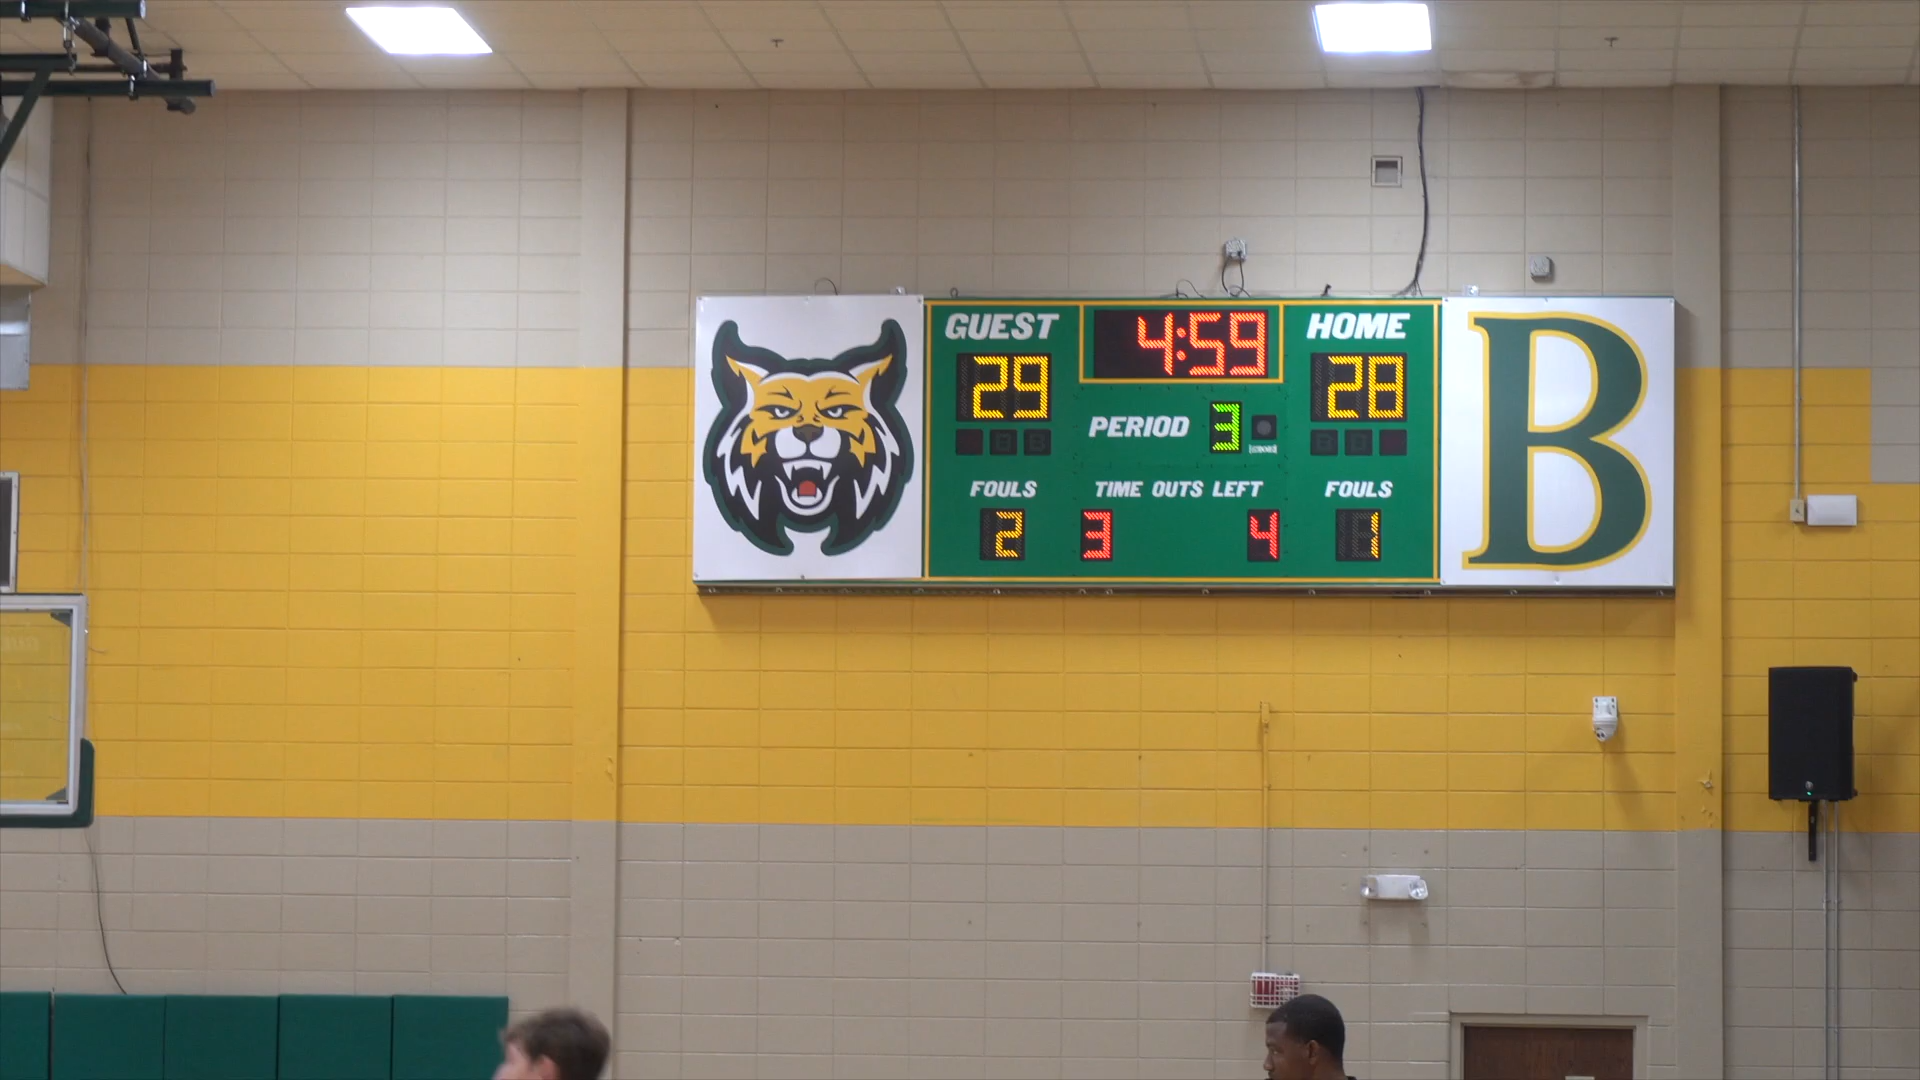 GUEST 4:59 HOME
29 28
PERIOD 3
FOULS TIME OUTS LEFT FOULS
2 3 4 1
B